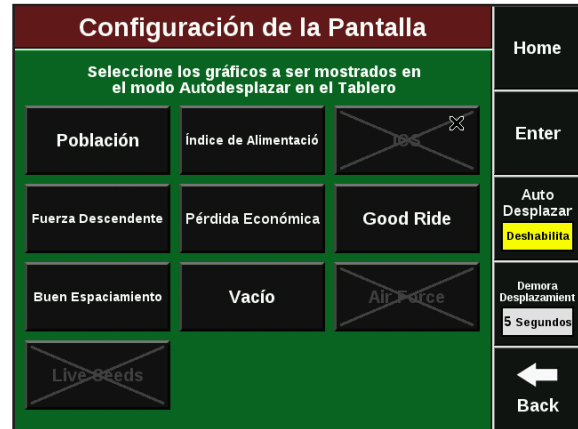 Configuración de la Pantalla
Seleccione los gráficos a ser mostrados en
el modo Autodesplazar en el Tablero
Población
Índice de Alimentació
ICS
Fuerza Descendente
Pérdida Económica
Good Ride
Buen Espaciamiento
Vacío
Air Force
Live Seeds
Home
Enter
Auto
Desplazar
Deshabilita
Demora
Desplazamient
5 Segundos
Back